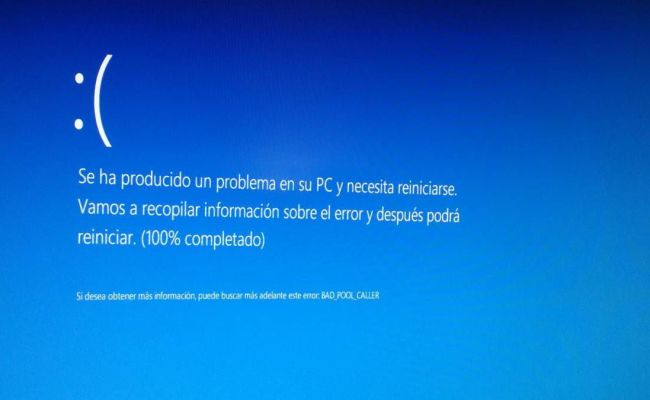 :(
Se ha producido un problema en su PC y necesita reiniciarse.
Vamos a recopilar información sobre el error y después podrá
reiniciar. (100% completado)
Si desea obtener más información, puede buscar más adelante este error: BAD_POOL_CALLER